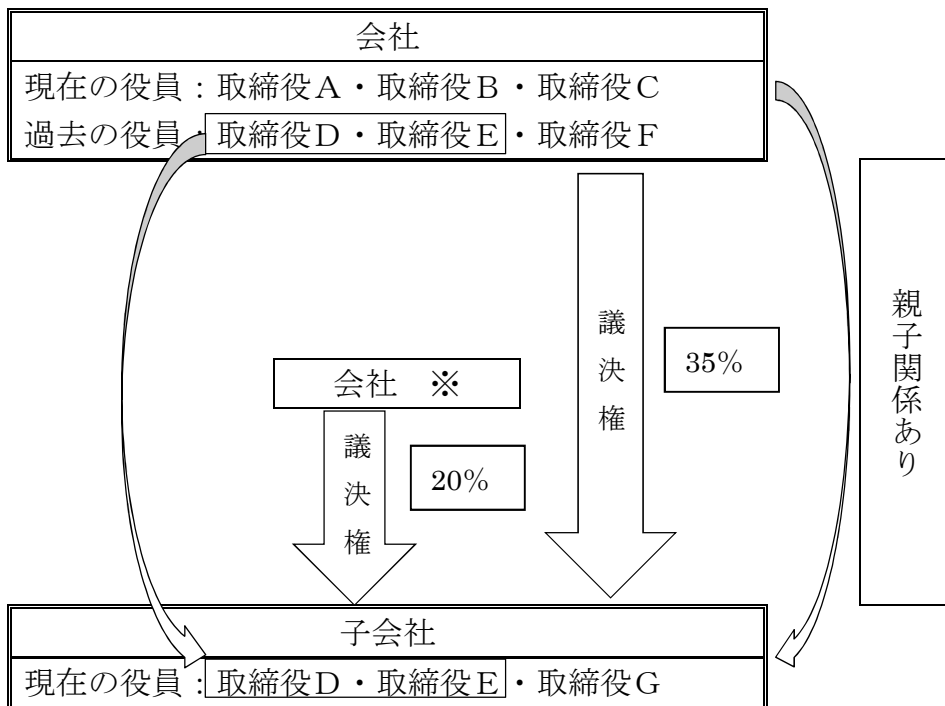 会社
現在の役員：取締役A・取締役B・取締役C
過去の役員：取締役D・取締役E・取締役F
議決権
35%
親子関係あり
会社　※
議決権
20%
子会社
現在の役員：取締役D・取締役E・取締役G